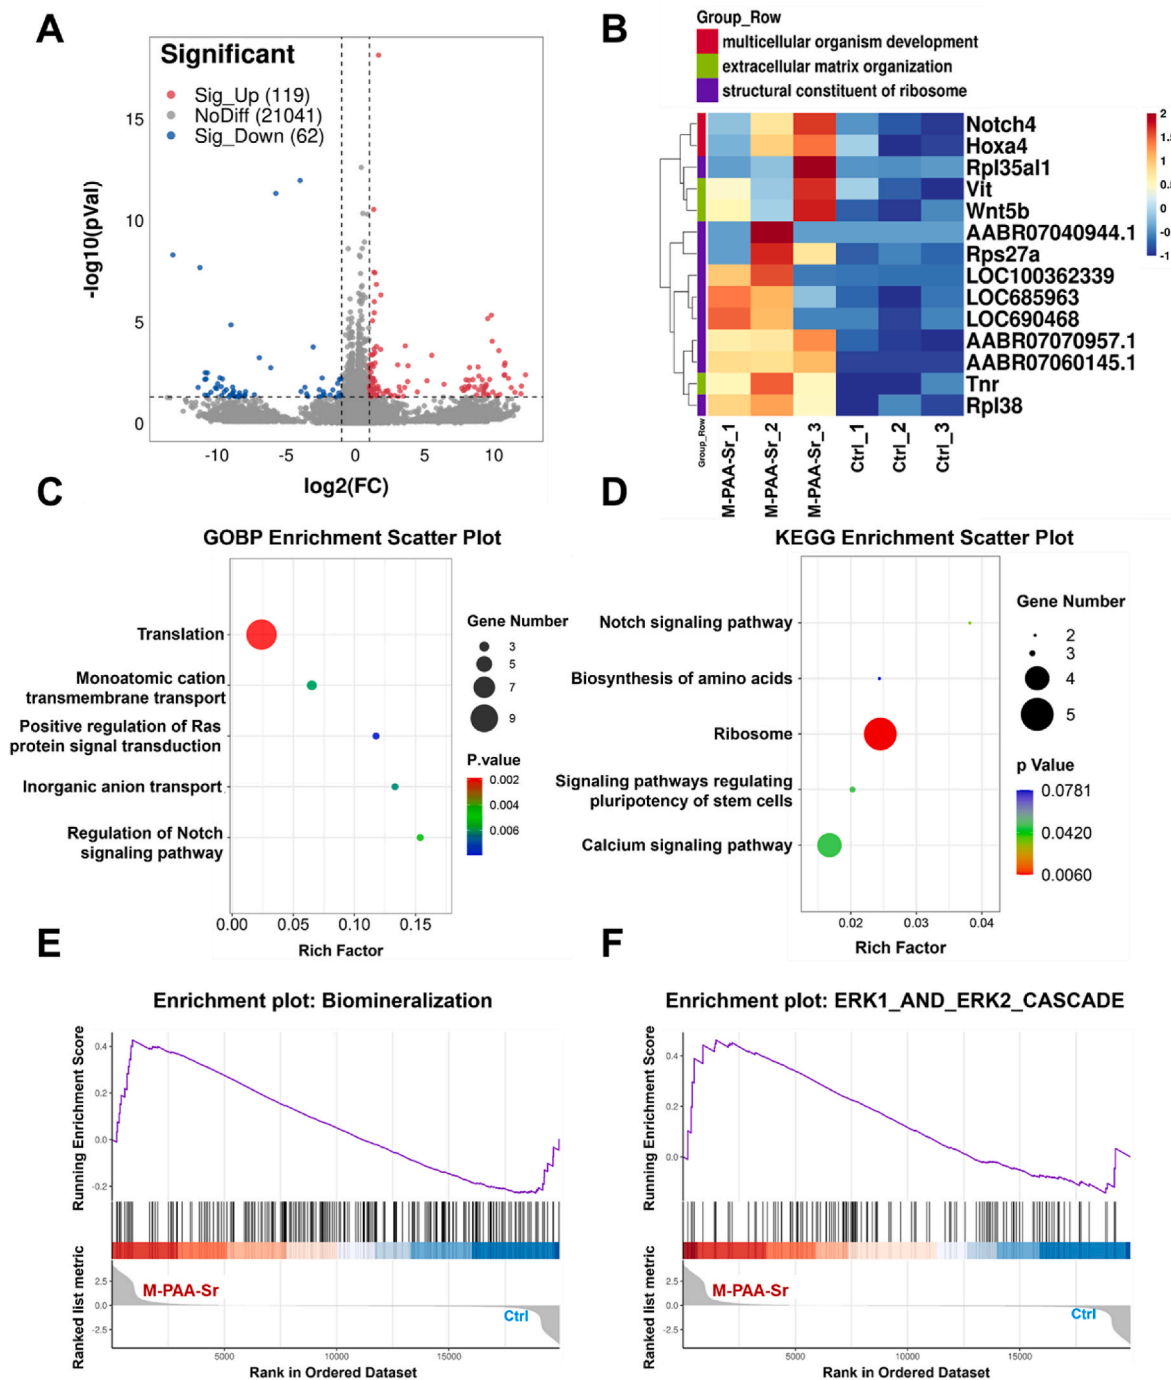 A
Significant
Sig_Up (119)
NoDiff (21041)
Sig_Down (62)
15
10
5
0
-log10(pVal)
-10
-5
0
5
10
log2(FC)
B
Group_Row
multicellular organism development
extracellular matrix organization
structural constituent of ribosome
Notch4
Hoxa4
Rpl35al1
Vit
Wnt5b
AABR07040944.1
Rps27a
LOC100362339
LOC685963
LOC690468
AABR07070957.1
AABR07060145.1
Tnr
Rpl38
2
1.5
1
0.5
0
-0
-1
Group_Row
M-PAA-Sr_1
M-PAA-Sr_2
M-PAA-Sr_3
Ctrl_1
Ctrl_2
Ctrl_3
C
GOBP Enrichment Scatter Plot
Translation
Monoatomic cation
transmembrane transport
Positive regulation of Ras
protein signal transduction
Inorganic anion transport
Regulation of Notch
signaling pathway
0.00
0.05
0.10
0.15
Rich Factor
Gene Number
3
5
7
9
P.value
0.002
0.004
0.006
D
KEGG Enrichment Scatter Plot
Notch signaling pathway
Biosynthesis of amino acids
Ribosome
Signaling pathways regulating
pluripotency of stem cells
Calcium signaling pathway
0.02
0.03
0.04
Rich Factor
Gene Number
2
3
4
5
p Value
0.0781
0.0420
0.0060
E
Enrichment plot: Biomineralization
Running Enrichment Score
0.4
0.2
0.0
-0.2
Ranked list metric
2.5
0.0
-2.5
M-PAA-Sr
Ctrl
5000
10000
15000
Rank in Ordered Dataset
F
Enrichment plot: ERK1_AND_ERK2_CASCADE
Running Enrichment Score
0.4
0.2
0.0
Ranked list metric
2.5
0.0
-2.5
M-PAA-Sr
Ctrl
5000
10000
15000
Rank in Ordered Dataset